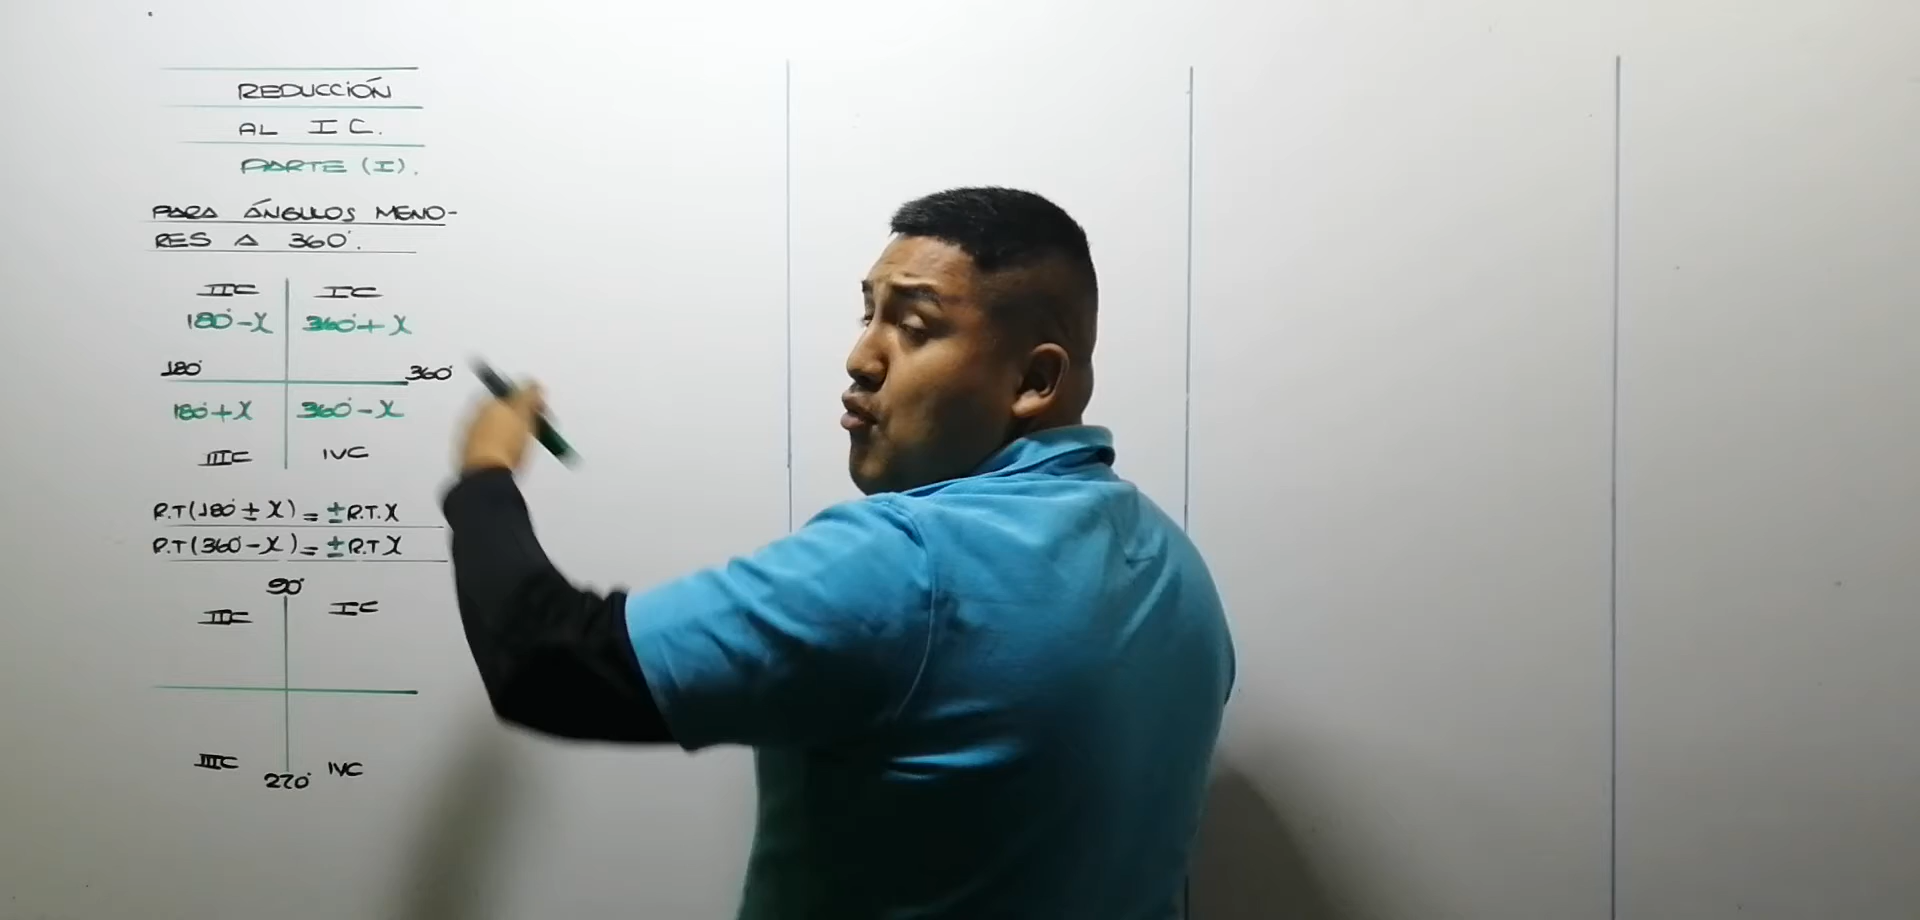 REDUCCIÓN
AL I C.
PARTE (I).
PARA ÁNGULOS MENO-
RES A 360°.
IIC IC
180°-X 360°+X
180° 360°
180°+X 360°-X
IIIC IVC
R.T(180°±X)=±R.T.X
R.T(360°-X)=±R.TX
90°
IIC IC
IIIC IVC
270°